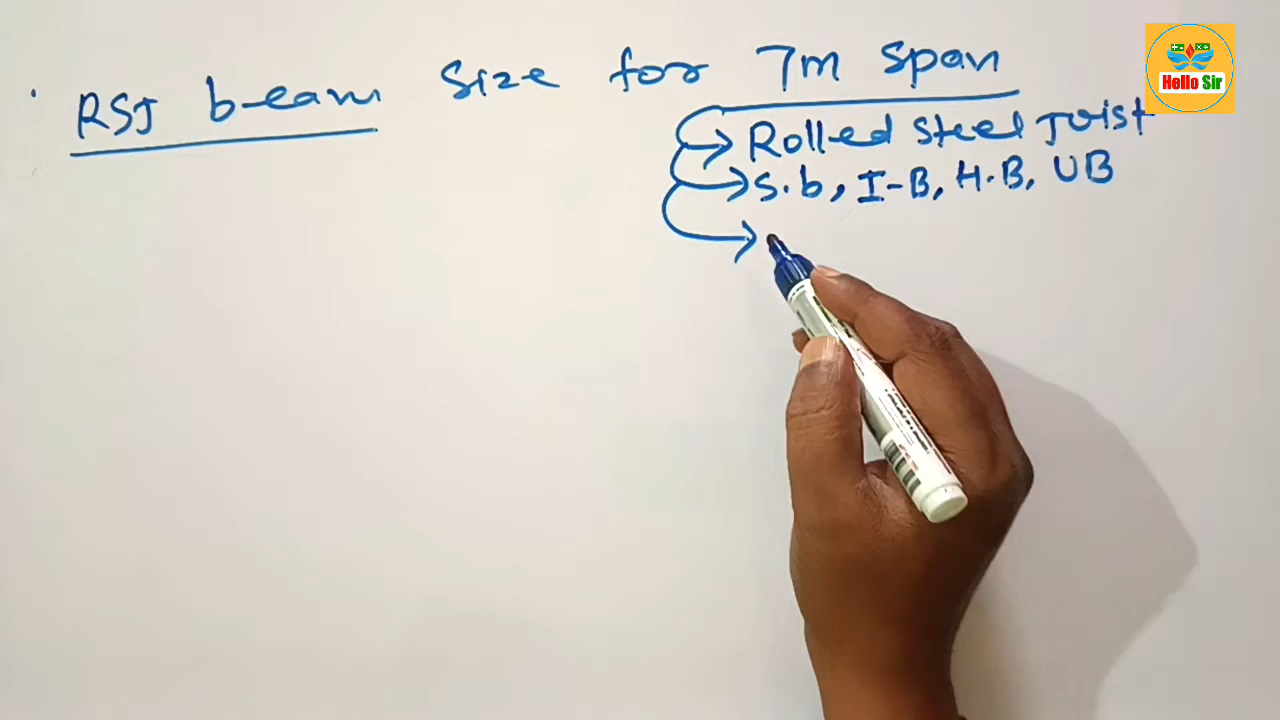 RSJ beam size for 7m span
Rolled steel Joist
S.b, I-B, H.B, UB
Hello Sir